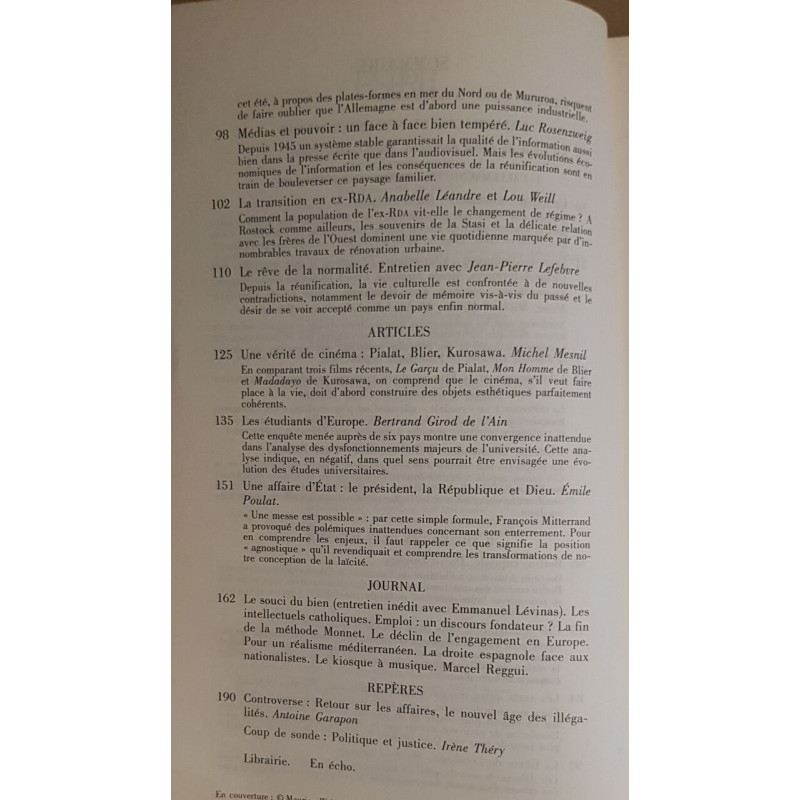 cet été, à propos des plates-formes en mer du Nord ou de Mururoa, risquent
de faire oublier que l'Allemagne est d'abord une puissance industrielle.
98 Médias et pouvoir : un face à face bien tempéré. Luc Rosenzweig
Depuis 1945 un système stable garantissait la qualité de l'information aussi
bien dans la presse écrite que dans l'audiovisuel. Mais les évolutions éco-
nomiques de l'information et les conséquences de la réunification sont en
train de bouleverser ce paysage familier.
102 La transition en ex-RDA. Anabelle Léandre et Lou Weill
Comment la population de l'ex-RDA vit-elle le changement de régime ? A
Rostock comme ailleurs, les souvenirs de la Stasi et la délicate relation
avec les frères de l'Ouest dominent une vie quotidienne marquée par d'in-
nombrables travaux de rénovation urbaine.
110 Le rêve de la normalité. Entretien avec Jean-Pierre Lefebvre
Depuis la réunification, la vie culturelle est confrontée à de nouvelles
contradictions, notamment le devoir de mémoire vis-à-vis du passé et le
désir de se voir accepté comme un pays enfin normal.
ARTICLES
125 Une vérité de cinéma : Pialat, Blier, Kurosawa. Michel Mesnil
En comparant trois films récents, Le Garçu de Pialat, Mon Homme de Blier
et Madadayo de Kurosawa, on comprend que le cinéma, s'il veut faire
place à la vie, doit d'abord construire des objets esthétiques parfaitement
cohérents.
135 Les étudiants d'Europe. Bertrand Girod de l'Ain
Cette enquête menée auprès de six pays montre une convergence inattendue
dans l'analyse des dysfonctionnements majeurs de l'université. Cette ana-
lyse indique, en négatif, dans quel sens pourrait être envisagée une évo-
lution des études universitaires.
151 Une affaire d'État : le président, la République et Dieu. Émile
Poulat.
« Une messe est possible » : par cette simple formule, François Mitterrand
a provoqué des polémiques inattendues concernant son enterrement. Pour
en comprendre les enjeux, il faut rappeler ce que signifie la position
« agnostique » qu'il revendiquait et comprendre les transformations de no-
tre conception de la laïcité.
JOURNAL
162 Le souci du bien (entretien inédit avec Emmanuel Lévinas). Les
intellectuels catholiques. Emploi : un discours fondateur ? La fin
de la méthode Monnet. Le déclin de l'engagement en Europe.
Pour un réalisme méditerranéen. La droite espagnole face aux
nationalistes. Le kiosque à musique. Marcel Reggui.
REPÈRES
190 Controverse : Retour sur les affaires, le nouvel âge des illéga-
lités. Antoine Garapon
Coup de sonde : Politique et justice. Irène Théry
Librairie. En écho.
En couverture : ©